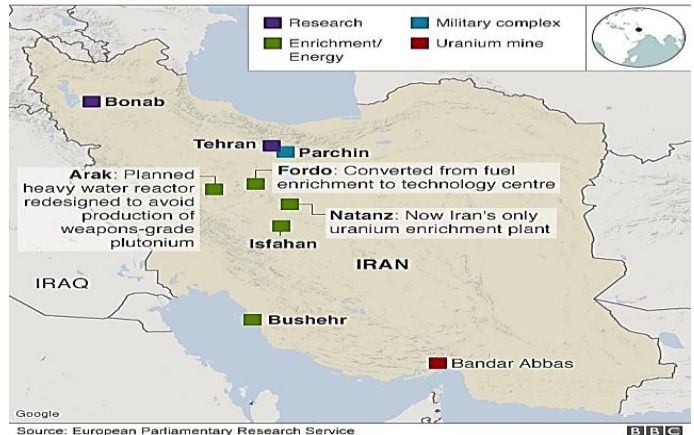 Research
Military complex
Enrichment/
Energy
Uranium mine
Bonab
Tehran
Parchin
Arak: Planned
heavy water reactor
redesigned to avoid
production of
weapons-grade
plutonium
Fordo: Converted from fuel
enrichment to technology centre
Natanz: Now Iran's only
uranium enrichment plant
Isfahan
IRAN
IRAQ
Bushehr
Bandar Abbas
Google
Source: European Parliamentary Research Service
BBC